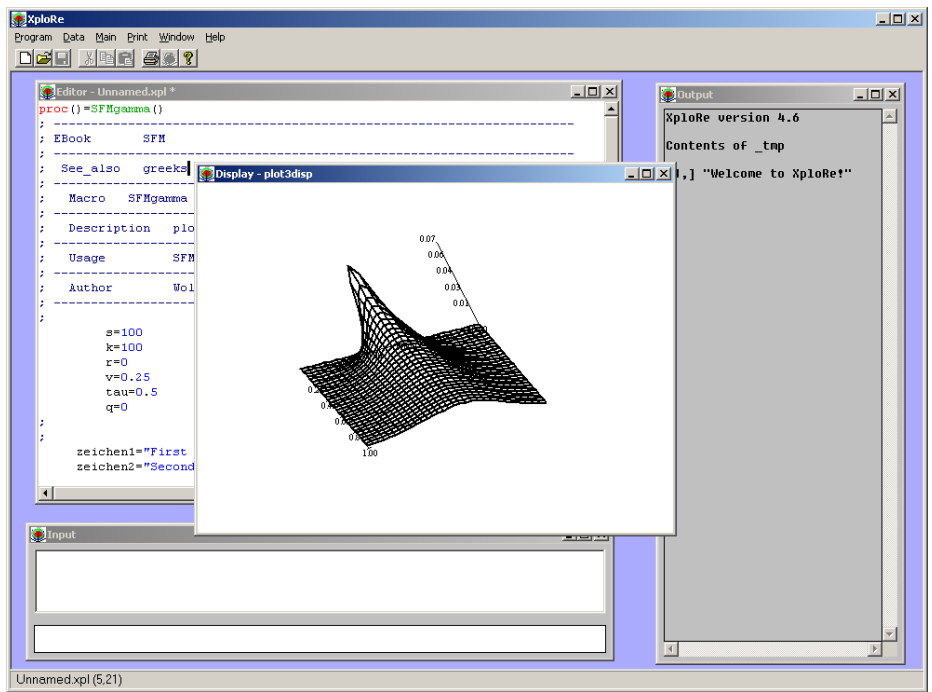 XploRe
Program Data Main Print Window Help
Editor - Unnamed.xpl *
proc()=SFMgamma()
; -----------------------------------------------------------------------
; EBook SFM
; -----------------------------------------------------------------------
; See_also greeks
; --------------------
; Macro SFMgamma
; --------------------
; Description plo
; --------------------
; Usage SFM
; --------------------
; Author Wol
; --------------------
;
s=100
k=100
r=0
v=0.25
tau=0.5
q=0
;
;
zeichen1="First
zeichen2="Second
Display - plot3disp
0.07
0.06
0.04
0.03
0.01
1.00
Output
XploRe version 4.6
Contents of _tmp
,] "Welcome to XploRe!"
Input
Unnamed.xpl (5,21)